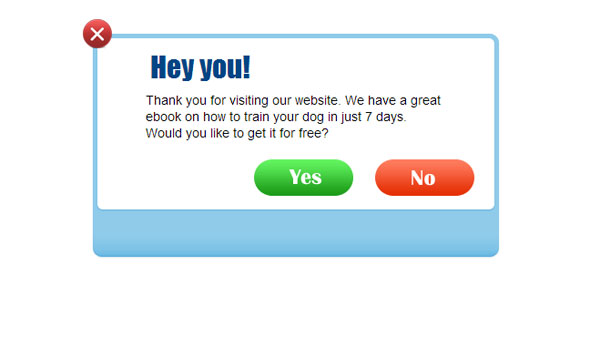 Hey you!
Thank you for visiting our website. We have a great
ebook on how to train your dog in just 7 days.
Would you like to get it for free?
Yes No